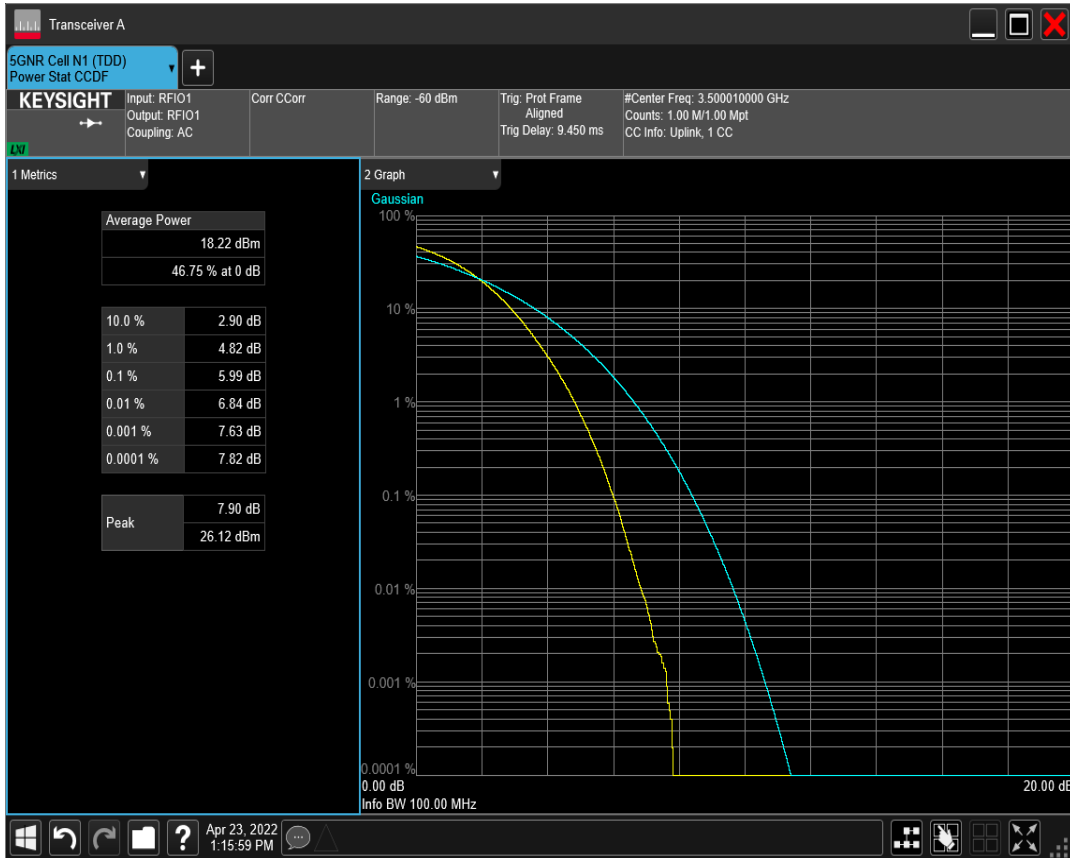 Transceiver A
5GNR Cell N1 (TDD)
Power Stat CCDF
+
KEYSIGHT
LXI
Input: RFIO1
Output: RFIO1
Coupling: AC
Corr CCorr
Range: -60 dBm
Trig: Prot Frame
Aligned
Trig Delay: 9.450 ms
#Center Freq: 3.500010000 GHz
Counts: 1.00 M/1.00 Mpt
CC Info: Uplink, 1 CC
1 Metrics
Average Power
18.22 dBm
46.75 % at 0 dB
10.0 % 2.90 dB
1.0 % 4.82 dB
0.1 % 5.99 dB
0.01 % 6.84 dB
0.001 % 7.63 dB
0.0001 % 7.82 dB
Peak
7.90 dB
26.12 dBm
2 Graph
Gaussian
100 %
10 %
1 %
0.1 %
0.01 %
0.001 %
0.0001 %
0.00 dB 20.00 dB
Info BW 100.00 MHz
?
Apr 23, 2022
1:15:59 PM